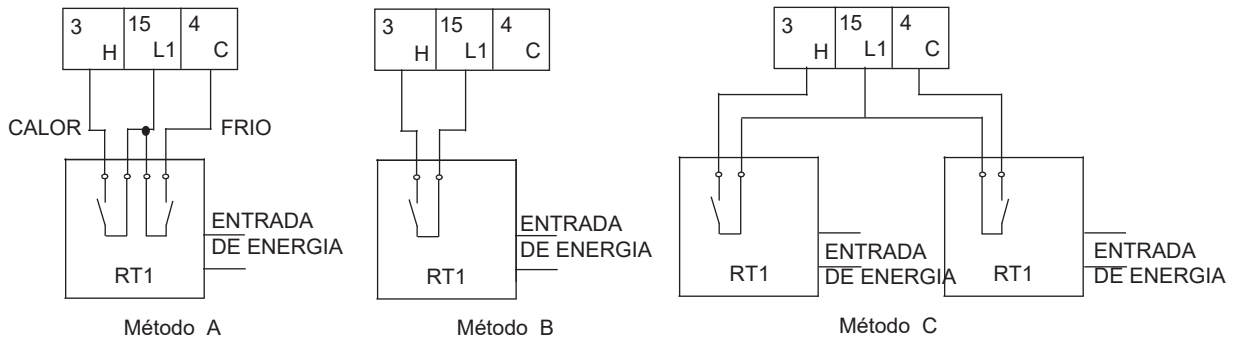 3 15 4
H L1 C
CALOR FRIO
ENTRADA
DE ENERGIA
RT1
Método A
3 15 4
H L1 C
ENTRADA
DE ENERGIA
RT1
Método B
3 15 4
H L1 C
ENTRADA
DE ENERGIA
RT1
ENTRADA
DE ENERGIA
RT1
Método C